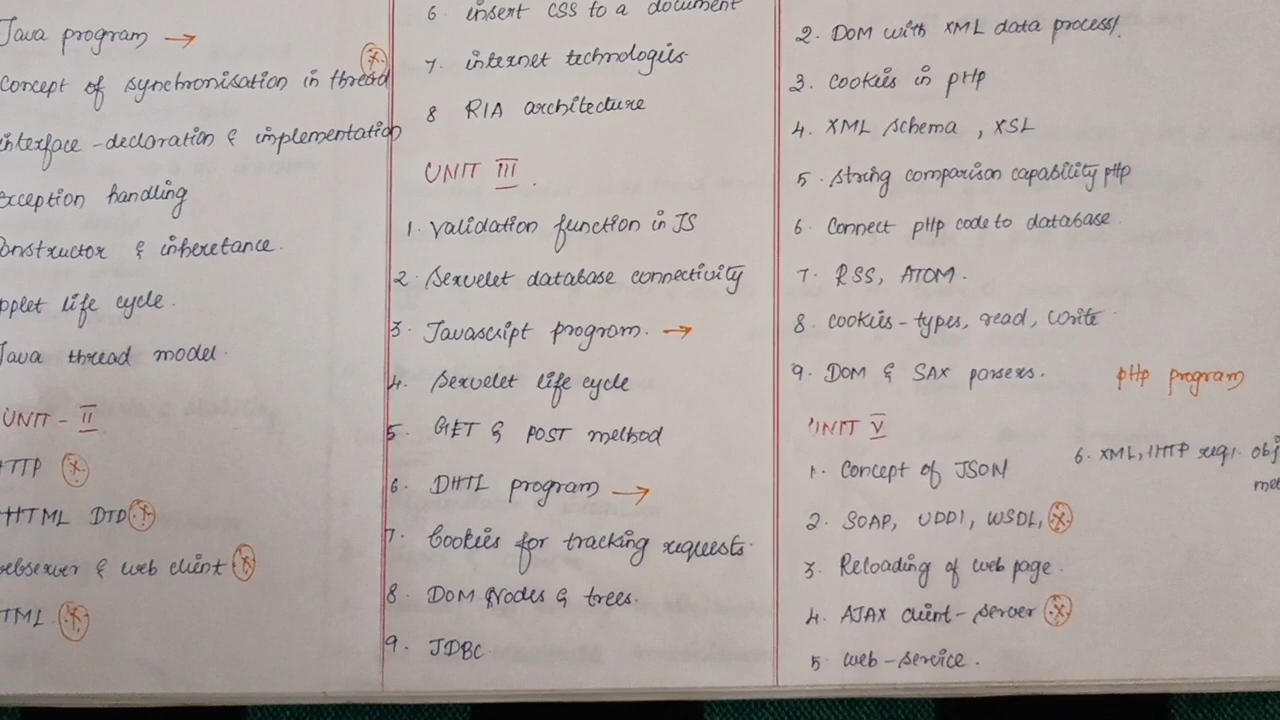 Java program →
concept of synchronisation in thread
interface - declaration & implementation
exception handling
onstructor & inheretance.
pplet life cycle.
Java thread model.
UNIT - II
TTP
HTML DTD
ebserver & web client
TML
6. insert CSS to a document
7. internet technologies
8 RIA architecture
UNIT III
1. Validation function in JS
2. Servelet database connectivity
3. Javascript program. →
4. Servelet life cycle
5. GET & POST method
6. DHTL program →
7. Cookies for tracking requests.
8. DOM nodes & trees.
9. JDBC
2. DOM with XML data process/.
3. cookies in pHp
4. XML Schema, XSL
5. String comparison capability pHp
6. Connect pHp code to database.
7. RSS, ATOM.
8. cookies - types, read, write
9. DOM & SAX parsers.
pHp program
UNIT V
1. Concept of JSON
6. XML, HTTP reqr. obj
met
2. SOAP, UDDI, WSDL,
3. Reloading of web page.
4. AJAX client - server
5. web - service.